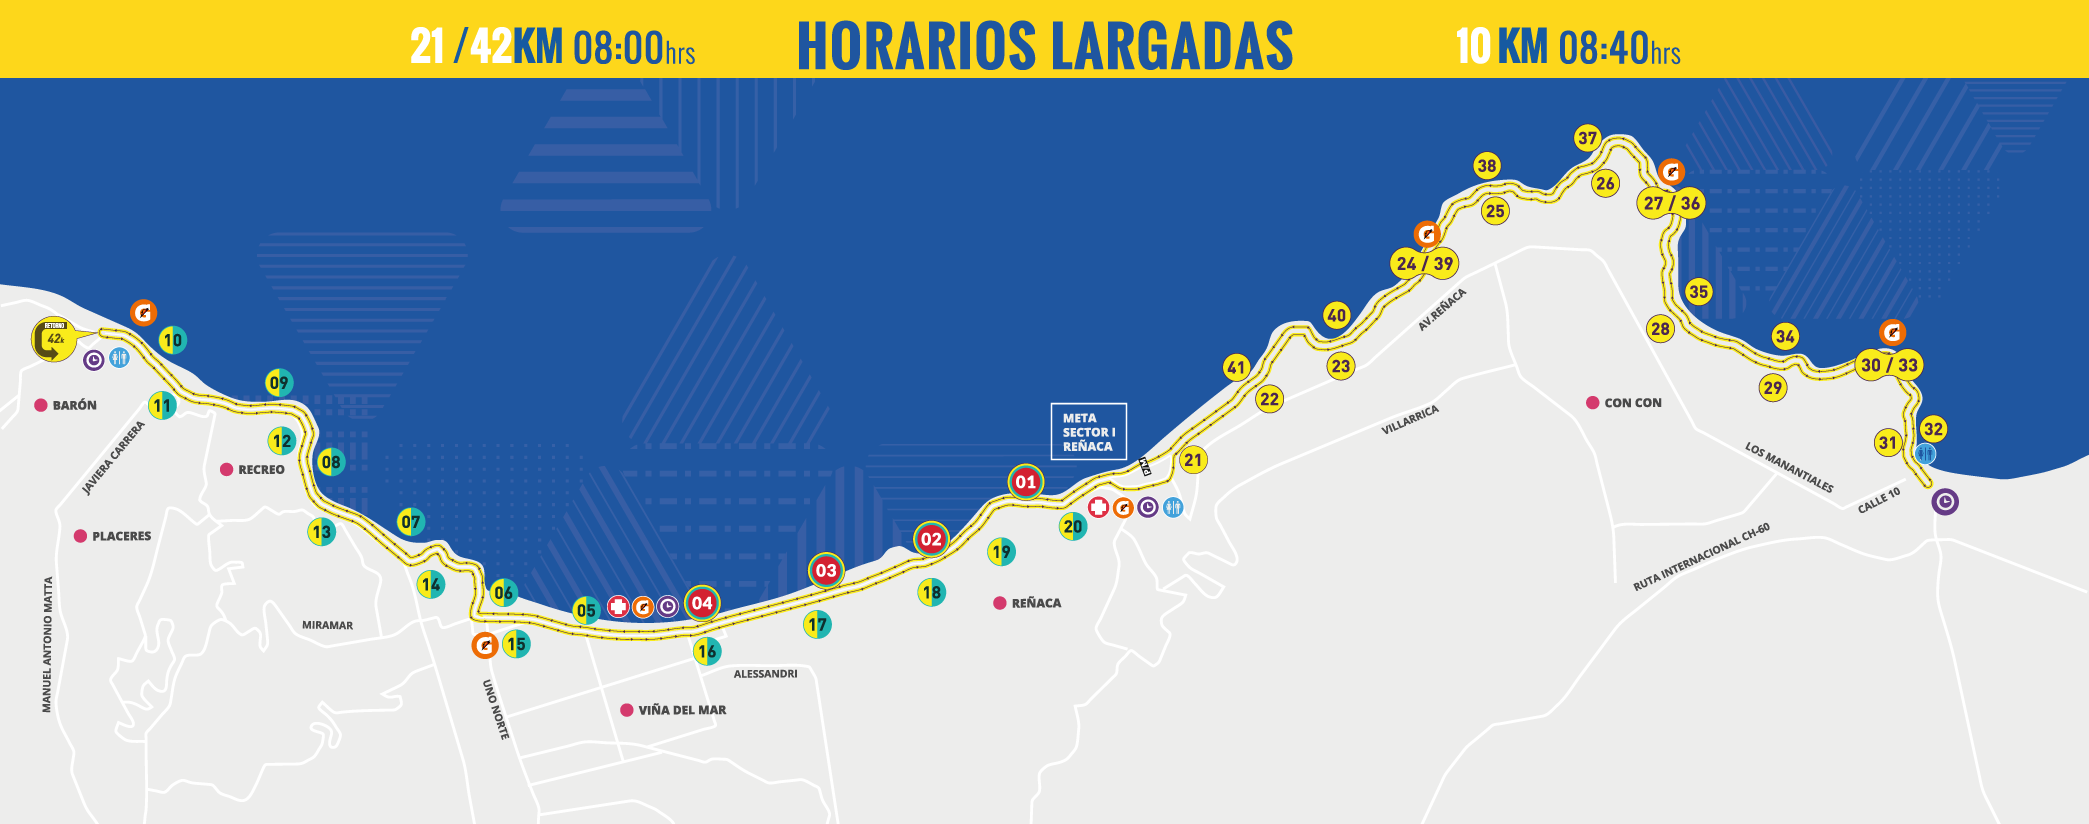 21 /42KM 08:00hrs
HORARIOS LARGADAS
10 KM 08:40hrs
RETORNO
42k
10
09
11
BARÓN
JAVIERA CARRERA
12
08
RECREO
PLACERES
MANUEL ANTONIO MATTA
13
07
14
06
MIRAMAR
15
05
04
UNO NORTE
16
ALESSANDRI
VIÑA DEL MAR
03
17
02
18
01
19
20
REÑACA
META
SECTOR I
REÑACA
21
41
22
40
23
24 / 39
AV.REÑACA
VILLARRICA
38
25
37
26
27 / 36
35
28
34
29
30 / 33
31
32
CON CON
LOS MANANTIALES
CALLE 10
RUTA INTERNACIONAL CH-60